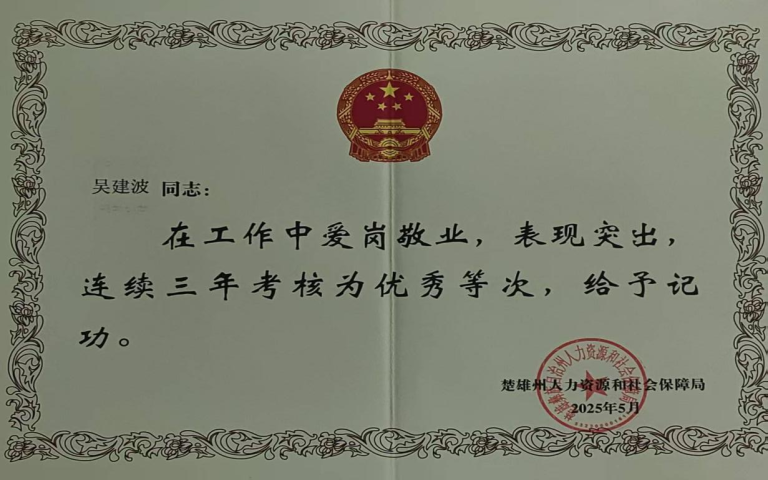 吴建波 同志：
在工作中爱岗敬业，表现突出，
连续三年考核为优秀等次，给予记
功。
楚雄州人力资源和社会保障局
2025年5月